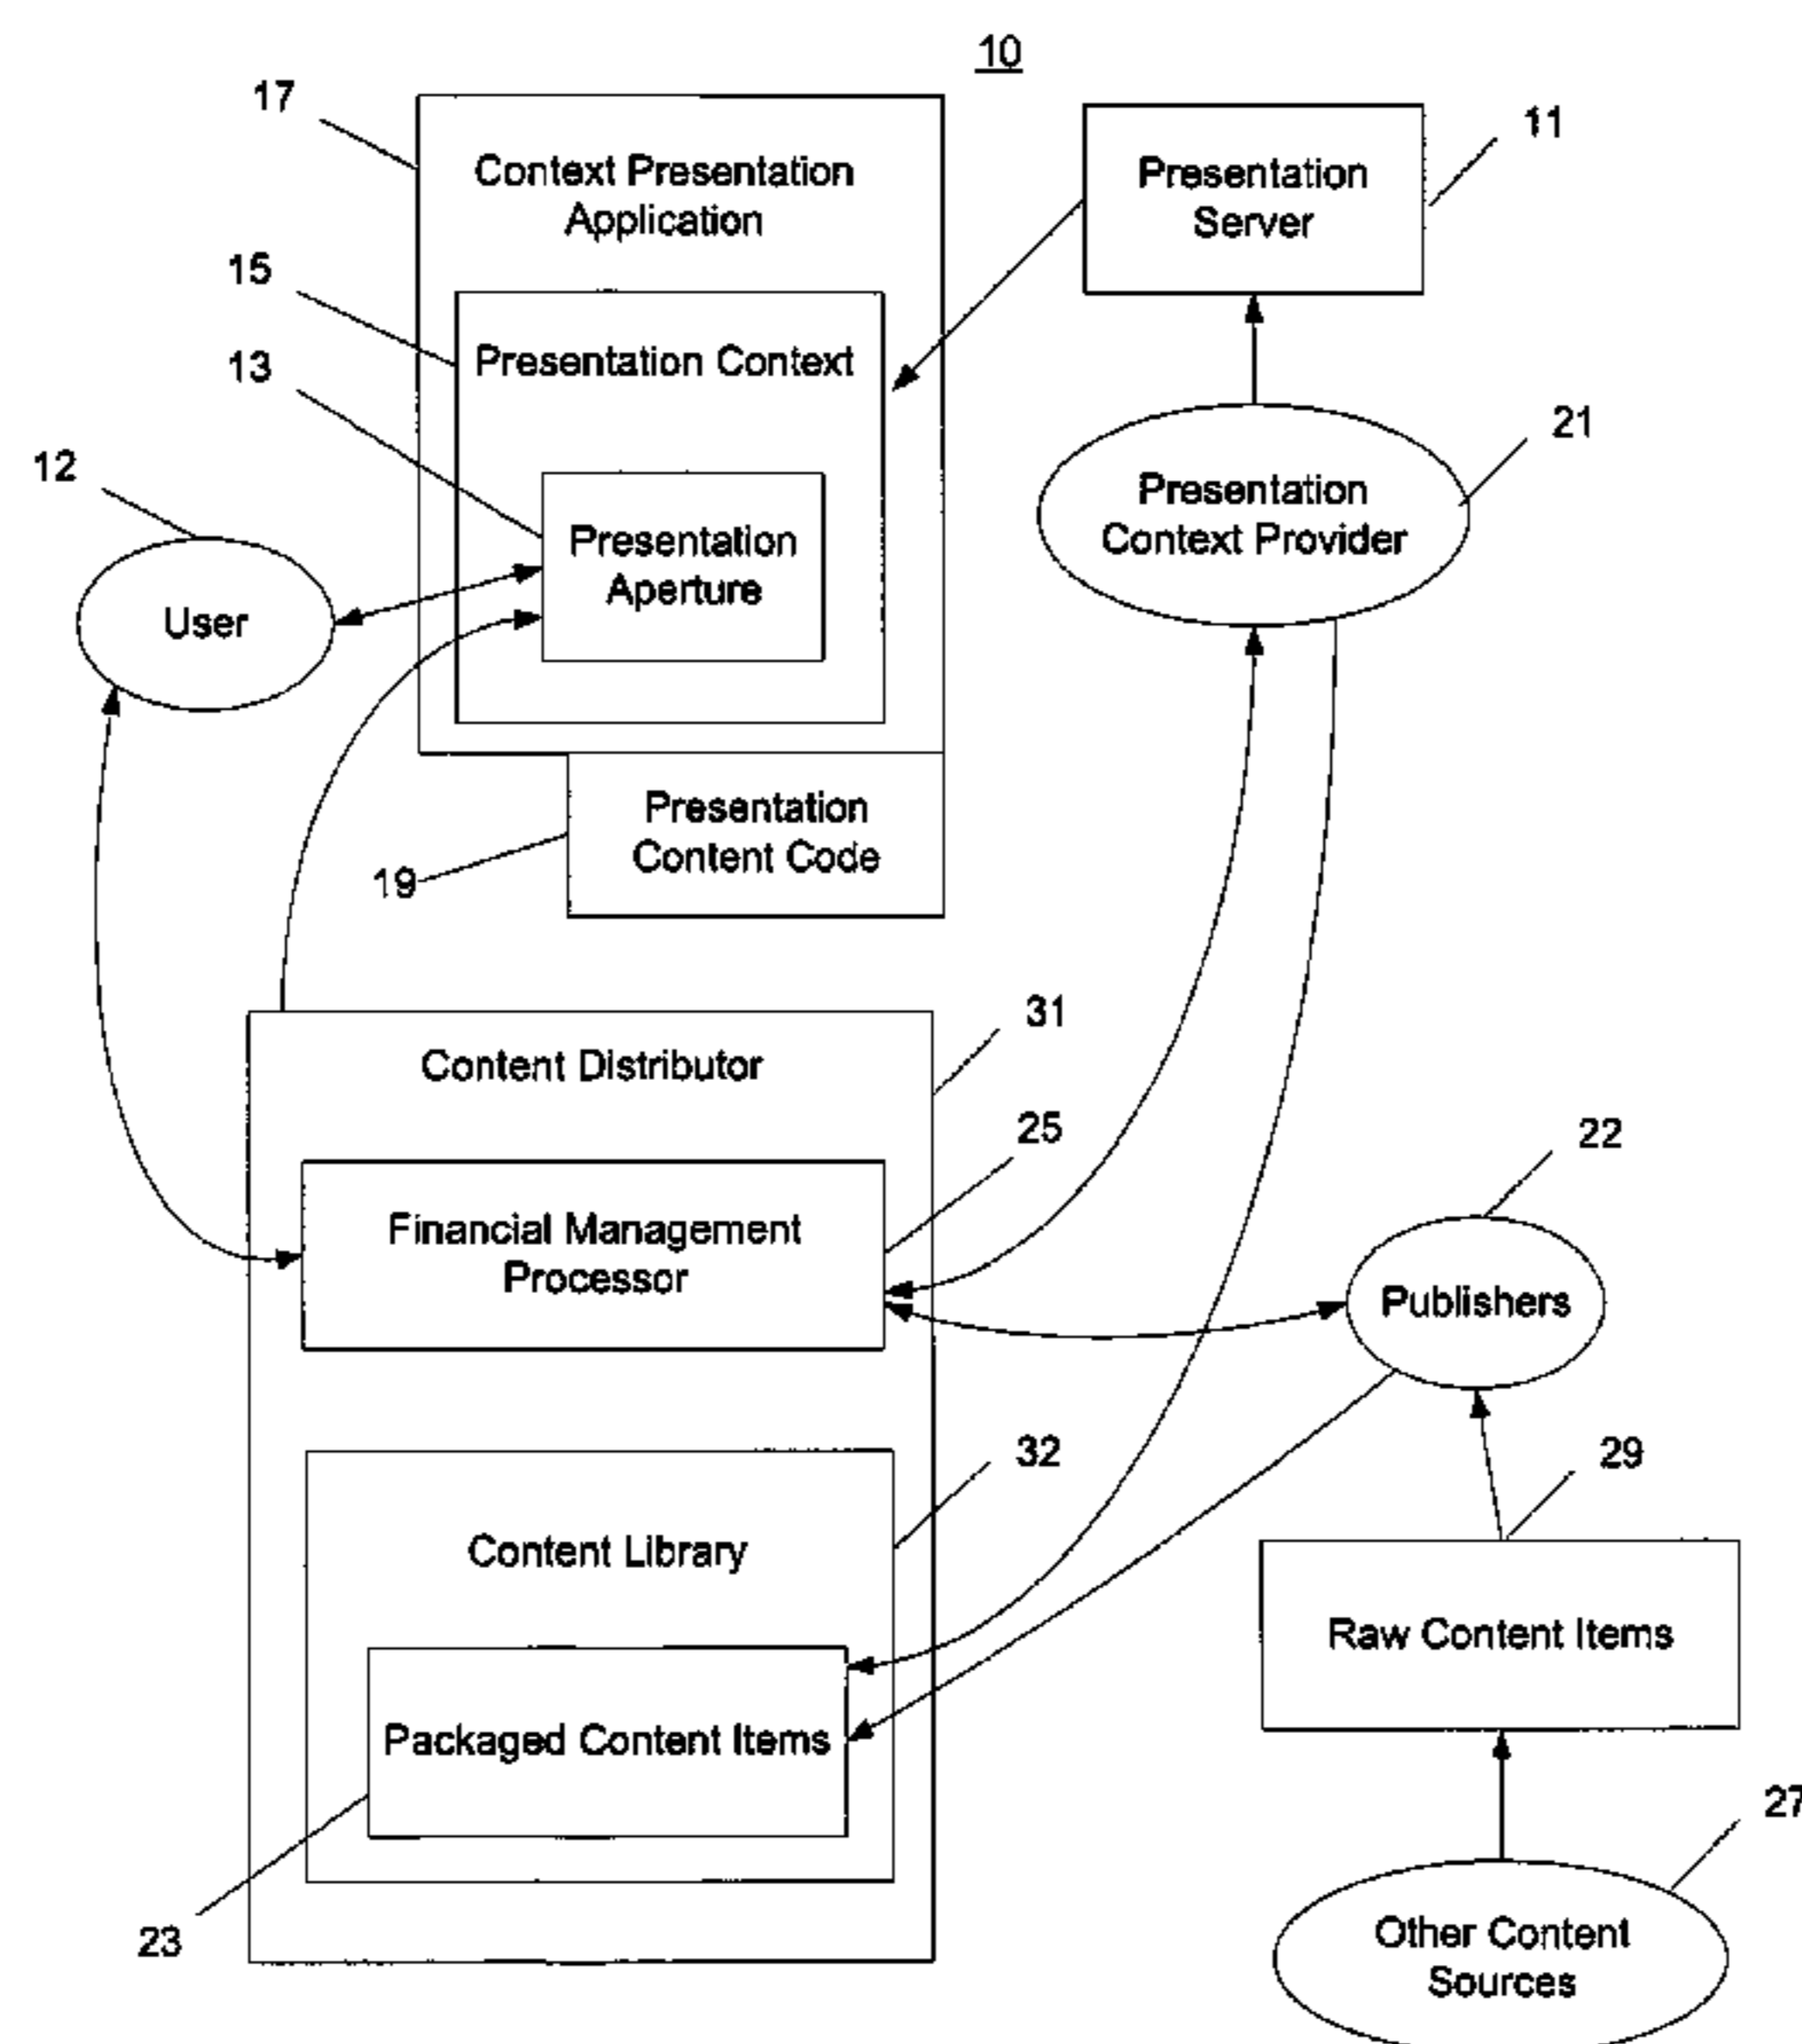 10
17
Context Presentation
Application
Presentation
Server
11
15
Presentation Context
13
21
Presentation
Context Provider
12
Presentation
Aperture
User
Presentation
Content Code
19
31
Content Distributor
25
22
Financial Management
Processor
Publishers
32
29
Content Library
Raw Content Items
Packaged Content Items
27
23
Other Content
Sources